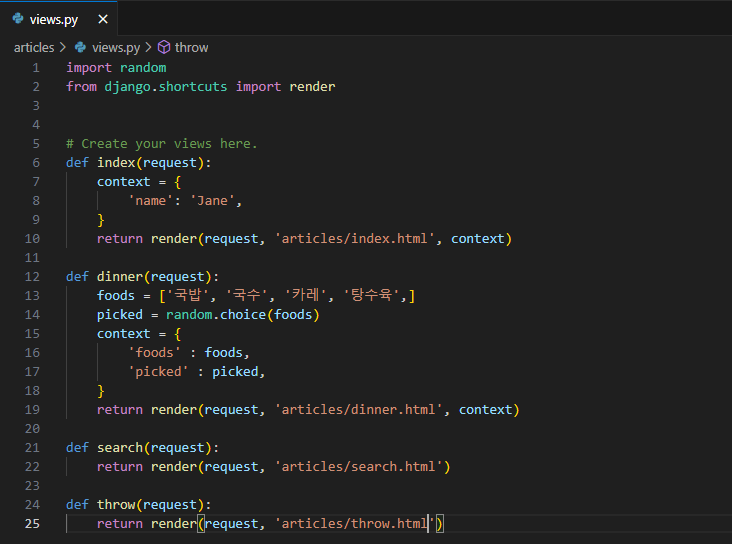 views.py
articles > views.py > throw
1 import random
2 from django.shortcuts import render
3
4
5 # Create your views here.
6 def index(request):
7     context = {
8         'name': 'Jane',
9     }
10     return render(request, 'articles/index.html', context)
11
12 def dinner(request):
13     foods = ['국밥', '국수', '카레', '탕수육',]
14     picked = random.choice(foods)
15     context = {
16         'foods' : foods,
17         'picked' : picked,
18     }
19     return render(request, 'articles/dinner.html', context)
20
21 def search(request):
22     return render(request, 'articles/search.html')
23
24 def throw(request):
25     return render(request, 'articles/throw.html')